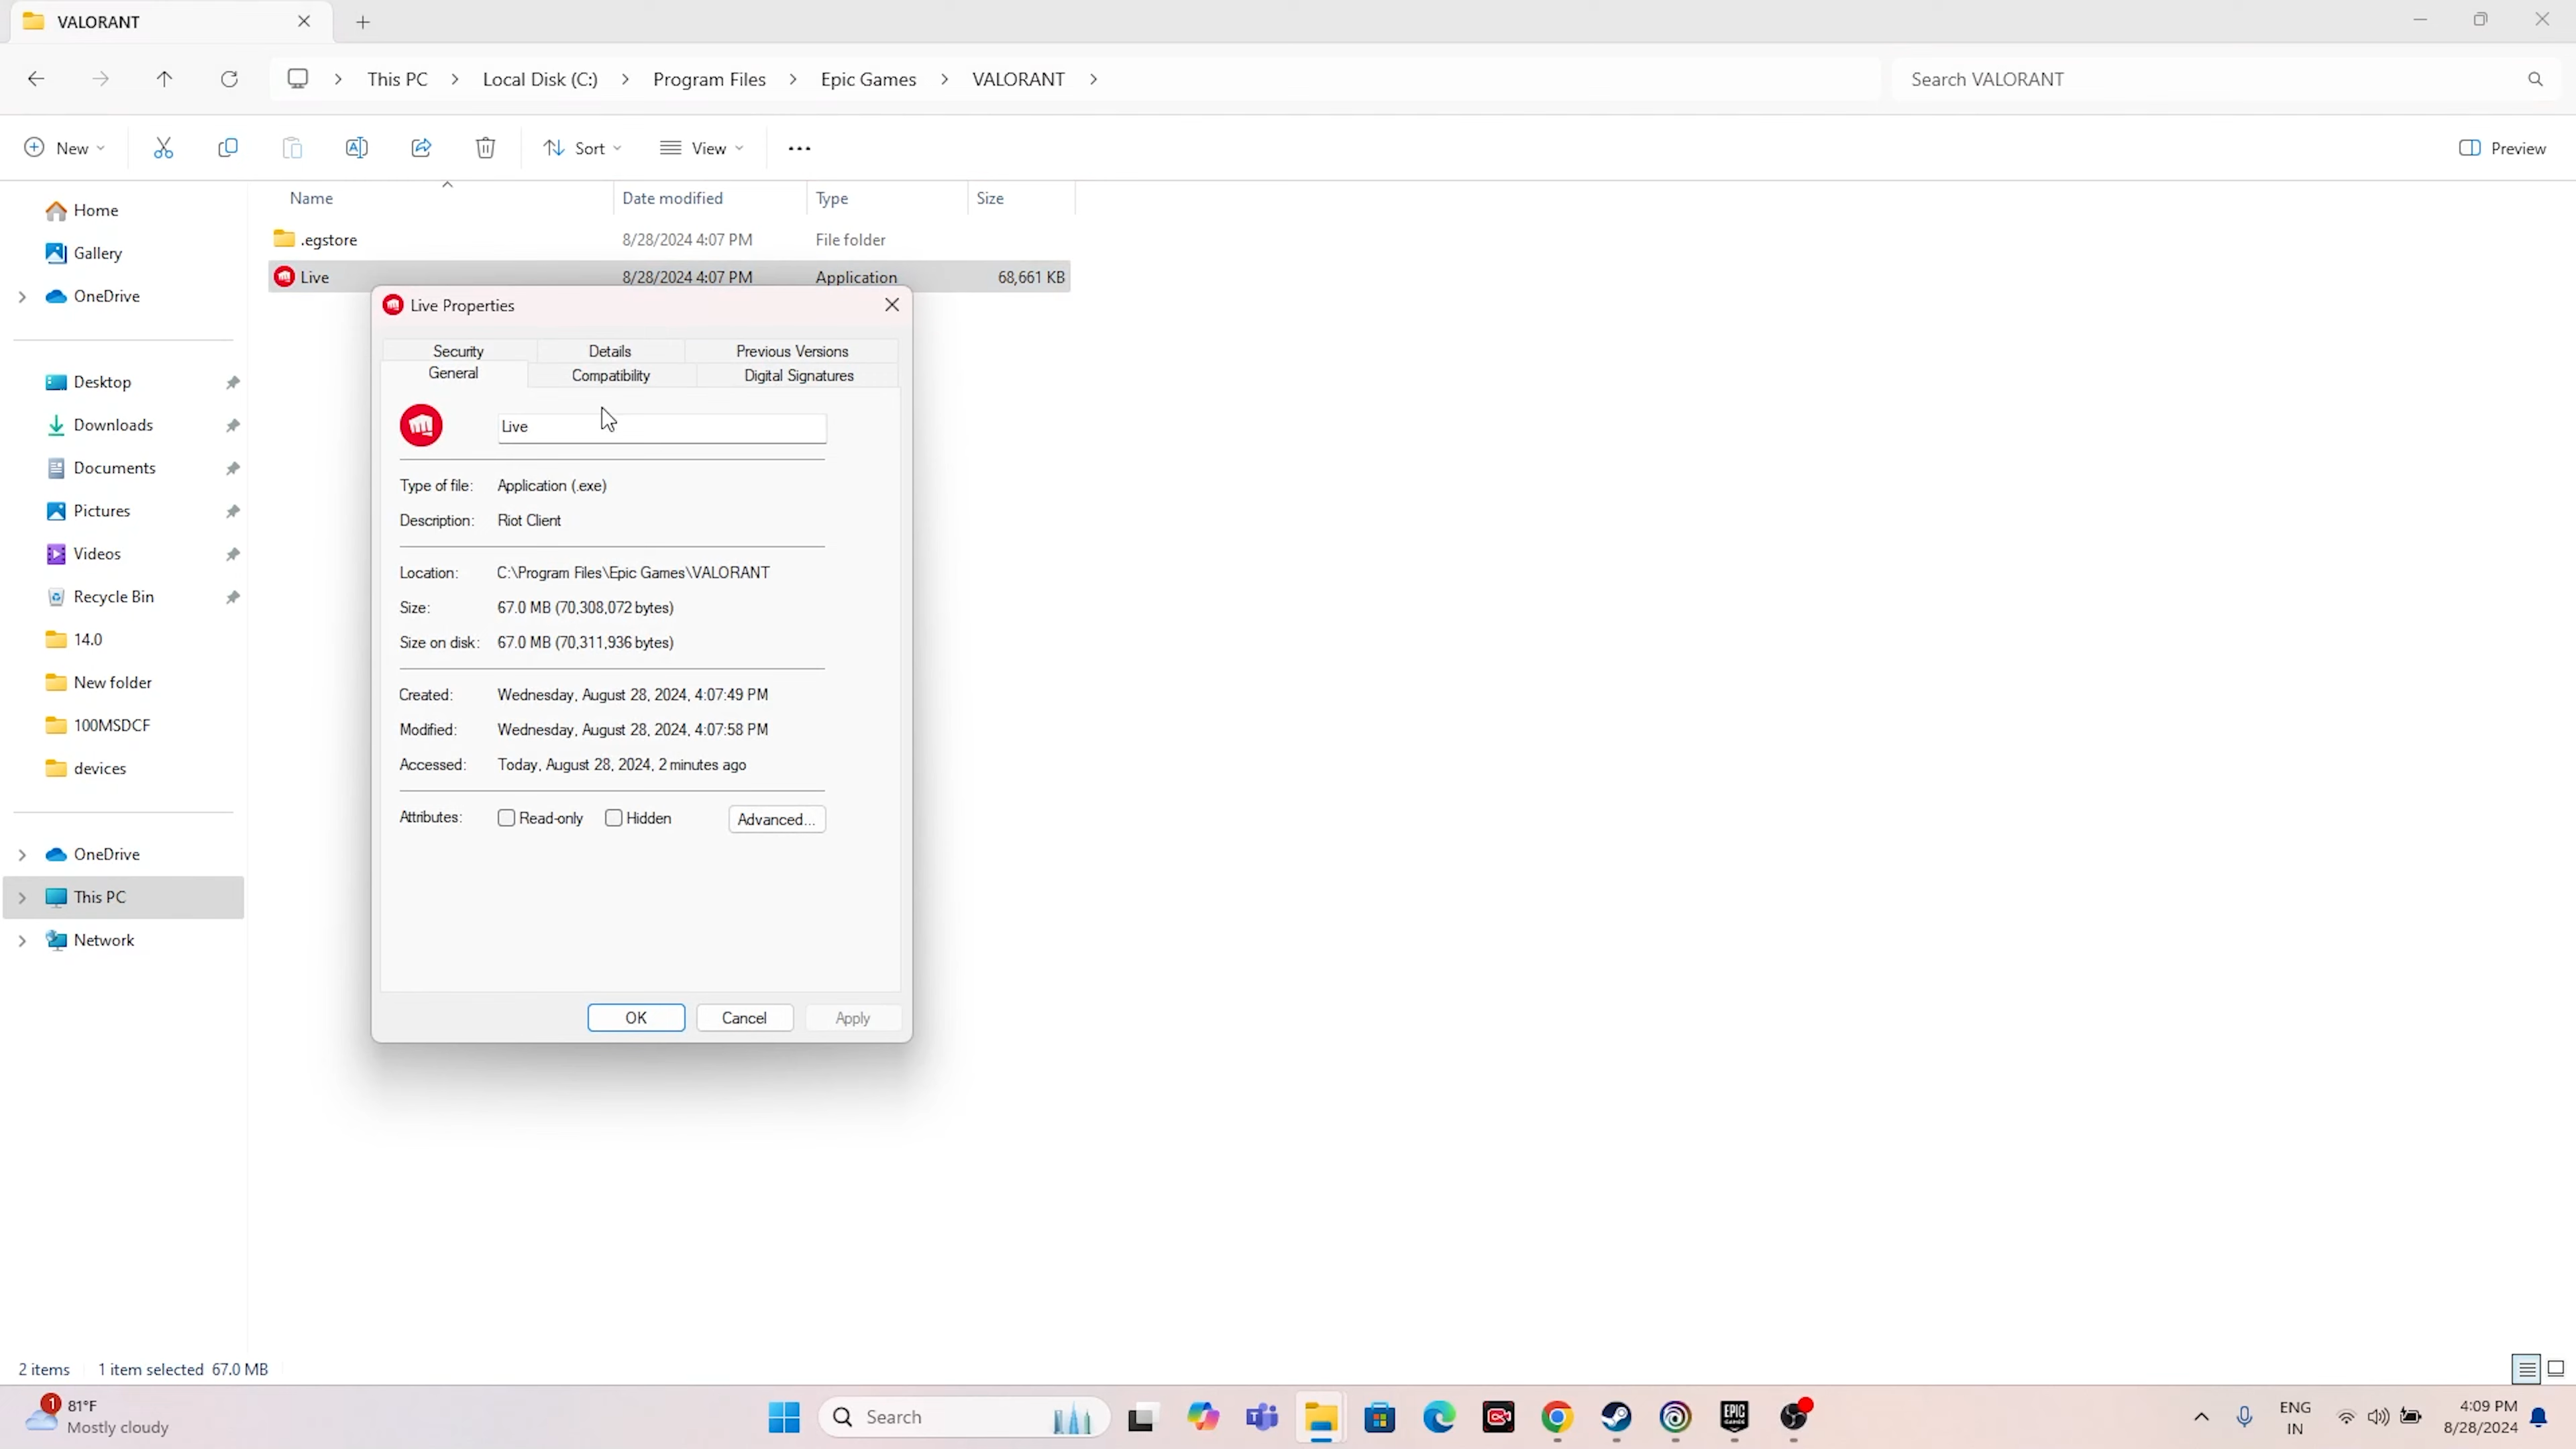 VALORANT
This PC > Local Disk (C:) > Program Files > Epic Games > VALORANT >
Search VALORANT
New
Sort
View
Preview
Home
Gallery
OneDrive
Desktop
Downloads
Documents
Pictures
Videos
Recycle Bin
14.0
New folder
100MSDCF
devices
OneDrive
This PC
Network
Name Date modified Type Size
.egstore 8/28/2024 4:07 PM File folder
Live 8/28/2024 4:07 PM Application 68,661 KB
Live Properties
Security Details Previous Versions
General Compatibility Digital Signatures
Live
Type of file: Application (.exe)
Description: Riot Client
Location: C:\Program Files\Epic Games\VALORANT
Size: 67.0 MB (70,308,072 bytes)
Size on disk: 67.0 MB (70,311,936 bytes)
Created: Wednesday, August 28, 2024, 4:07:49 PM
Modified: Wednesday, August 28, 2024, 4:07:58 PM
Accessed: Today, August 28, 2024, 2 minutes ago
Attributes: Read-only Hidden Advanced...
OK Cancel Apply
2 items 1 item selected 67.0 MB
1
81°F
Mostly cloudy
Search
EPIC
GAMES
ENG
IN
4:09 PM
8/28/2024